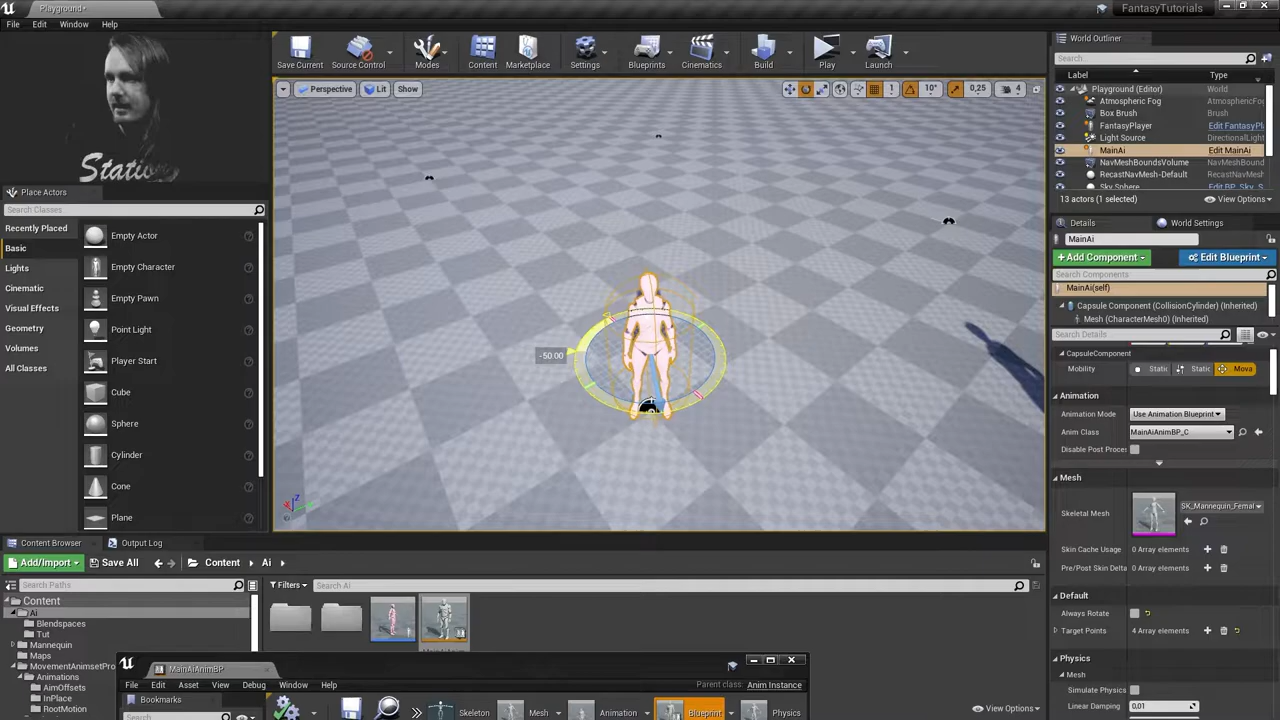 Playground*
FantasyTutorials
File Edit Window Help
Save Current Source Control Modes Content Marketplace Settings Blueprints Cinematics Build Play Launch
Perspective Lit Show
10° 0,25 4
Station
Place Actors
Search Classes
Recently Placed
Basic
Lights
Cinematic
Visual Effects
Geometry
Volumes
All Classes
Empty Actor
Empty Character
Empty Pawn
Point Light
Player Start
Cube
Sphere
Cylinder
Cone
Plane
-50.00
World Outliner
Search...
Label Type
Playground (Editor) World
Atmospheric Fog AtmosphericFo
Box Brush Brush
FantasyPlayer Edit FantasyPl
Light Source DirectionalLight
MainAi Edit MainAi
NavMeshBoundsVolume NavMeshBound
RecastNavMesh-Default RecastNavMesh
Sky Sphere Edit BP_Sky_S
13 actors (1 selected) View Options
Details World Settings
MainAi
+Add Component Edit Blueprint
Search Components
MainAi(self)
Capsule Component (CollisionCylinder) (Inherited)
Mesh (CharacterMesh0) (Inherited)
Search Details
CapsuleComponent
Mobility Static Static Mova
Animation
Animation Mode Use Animation Blueprint
Anim Class MainAiAnimBP_C
Disable Post Proces
Mesh
Skeletal Mesh SK_Mannequin_Femal
Skin Cache Usage 0 Array elements
Pre/Post Skin Delta 0 Array elements
Default
Always Rotate
Target Points 4 Array elements
Physics
Mesh
Simulate Physics
Linear Damping 0,01
Content Browser Output Log
Add/Import Save All Content Ai
Search Paths
Filters Search Ai
Content
Ai
Blendspaces
Tut
Mannequin
Maps
MovementAnimsetPro
Animations
AimOffsets
InPlace
RootMotion
View Options
MainAiAnimBP
File Edit Asset View Debug Window Help
Parent class: Anim Instance
Bookmarks
Search
Skeleton Mesh Animation Blueprint Physics